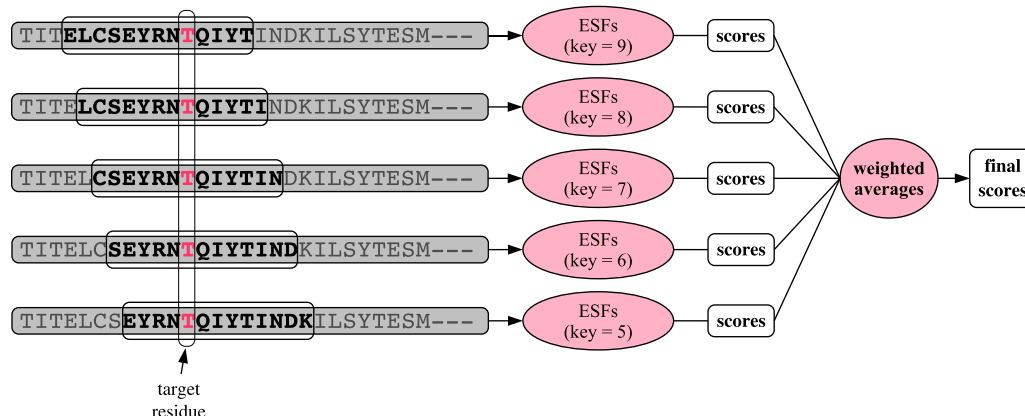 TITELCSEYRNTQIYTINDKILSYTESM---
ESFs
(key = 9)
scores
TITELCSEYRNTQIYTINDKILSYTESM---
ESFs
(key = 8)
scores
TITELCSEYRNTQIYTINDKILSYTESM---
ESFs
(key = 7)
scores
weighted
averages
final
scores
TITELCSEYRNTQIYTINDKILSYTESM---
ESFs
(key = 6)
scores
TITELCSEYRNTQIYTINDKILSYTESM---
ESFs
(key = 5)
scores
target
residue